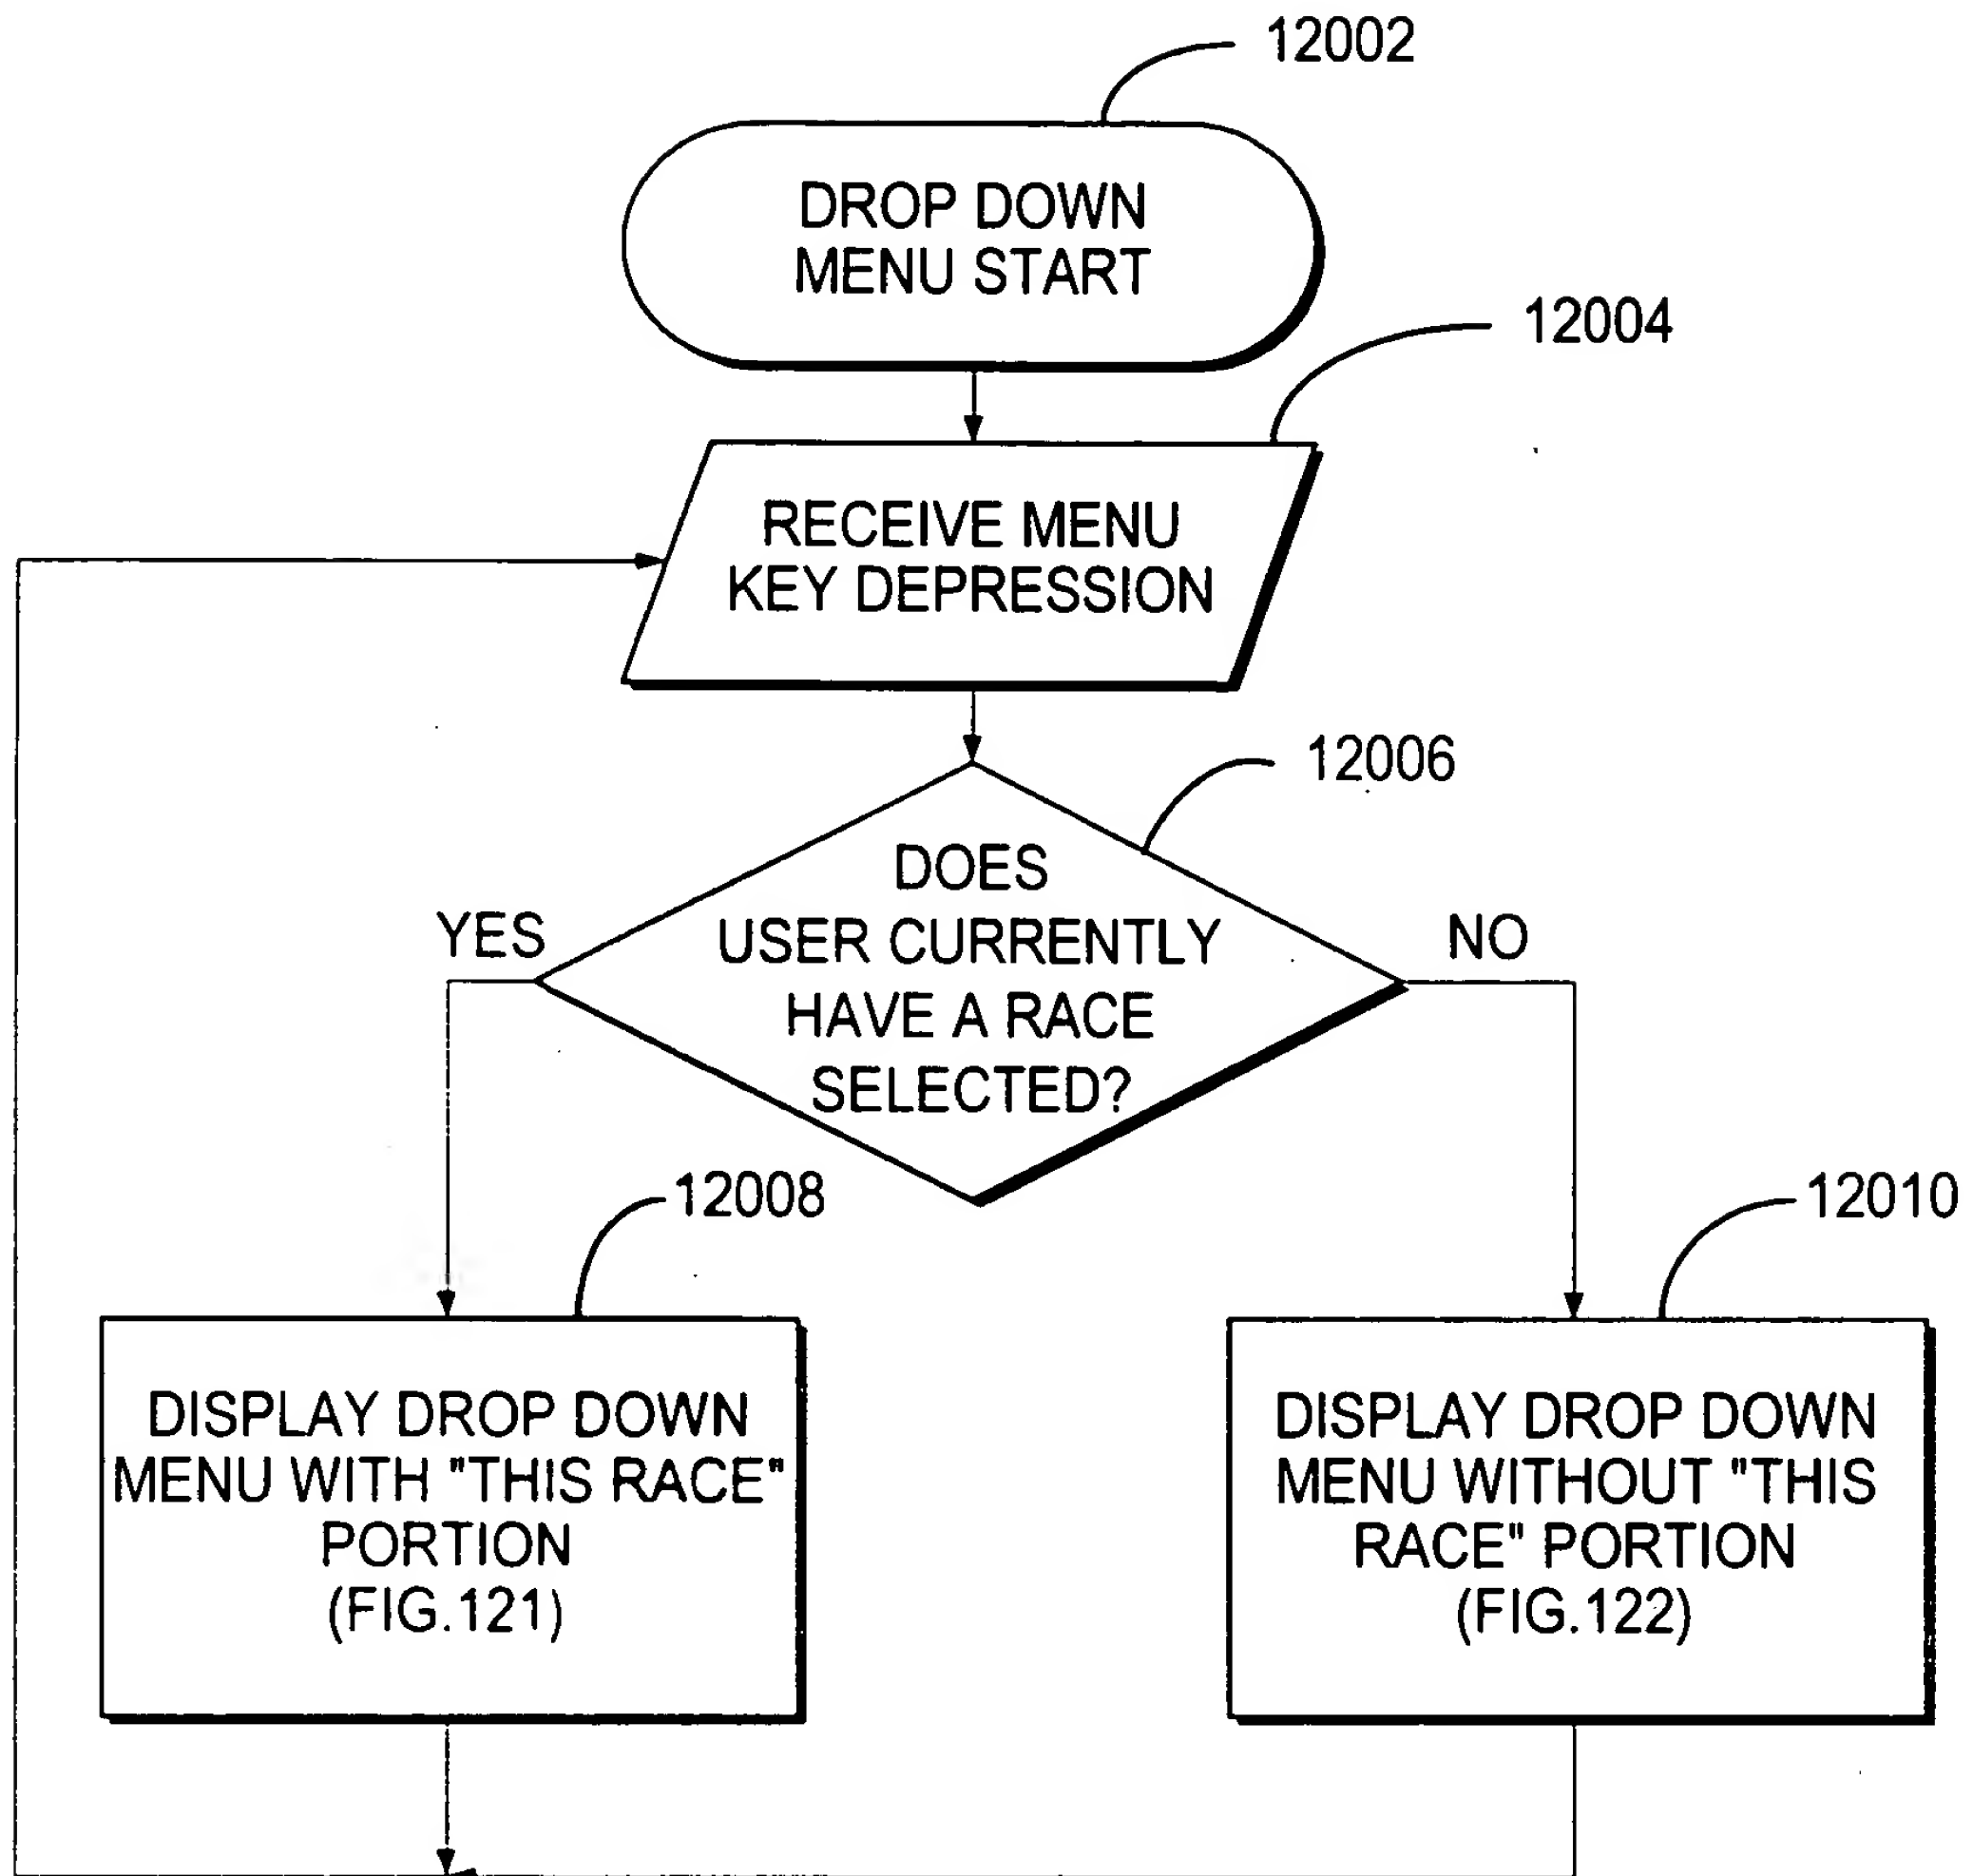 12002
DROP DOWN
MENU START
12004
RECEIVE MENU
KEY DEPRESSION
12006
DOES
USER CURRENTLY
HAVE A RACE
SELECTED?
YES
NO
12008
12010
DISPLAY DROP DOWN
MENU WITH "THIS RACE"
PORTION
(FIG.121)
DISPLAY DROP DOWN
MENU WITHOUT "THIS
RACE" PORTION
(FIG.122)